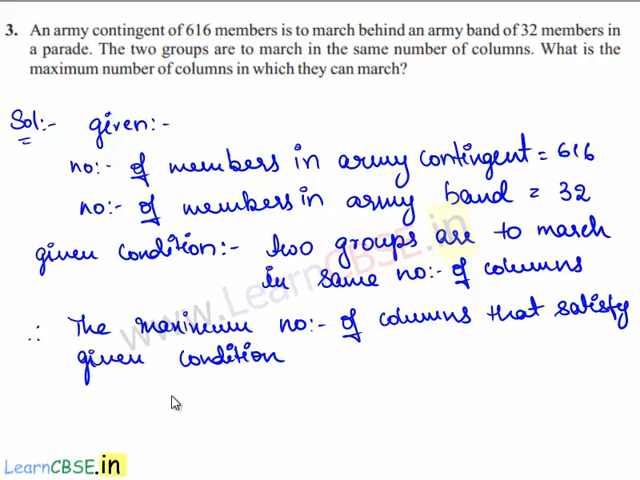 3. An army contingent of 616 members is to march behind an army band of 32 members in
a parade. The two groups are to march in the same number of columns. What is the
maximum number of columns in which they can march?
Sol:- given:-
no:- of members in army contingent = 616
no:- of members in army band = 32
given condition:- two groups are to march
in same no:- of columns
www.LearnCBSE.in
∴ The maximum no:- of columns that satisfy
given condition
LearnCBSE.in